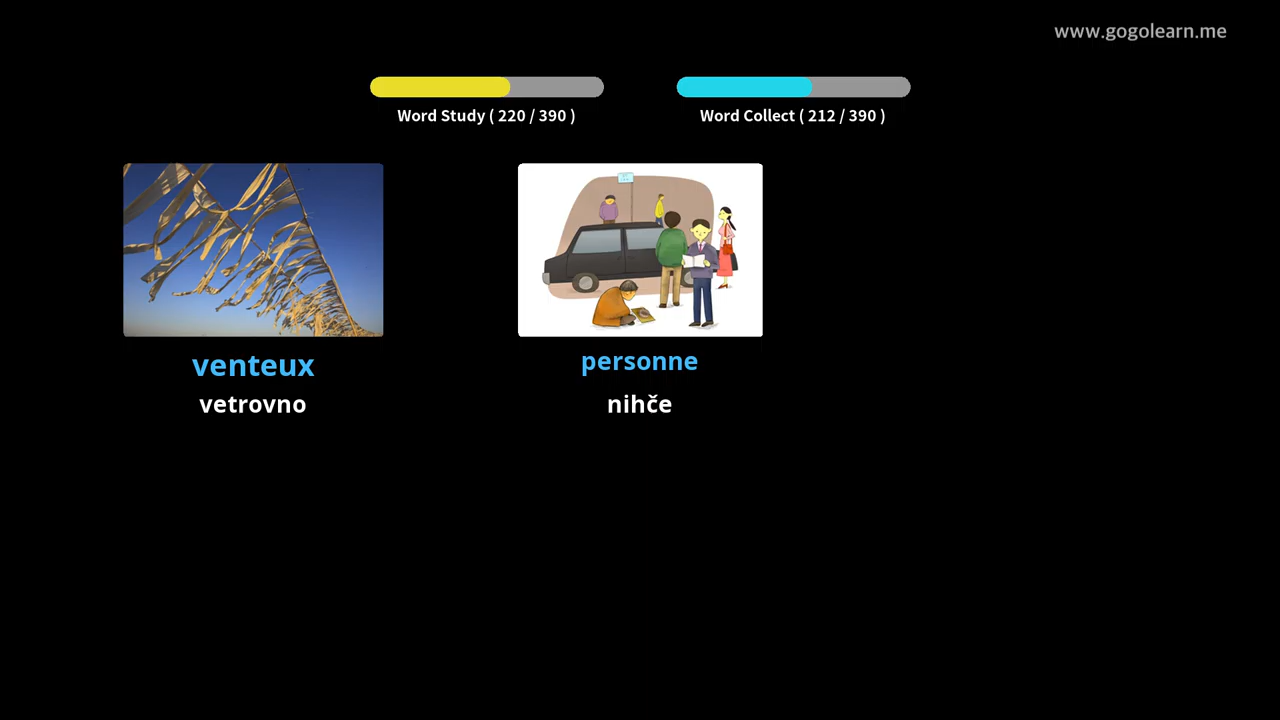 www.gogolearn.me
Word Study ( 220 / 390 )
Word Collect ( 212 / 390 )
venteux
personne
vetrovno
nihče